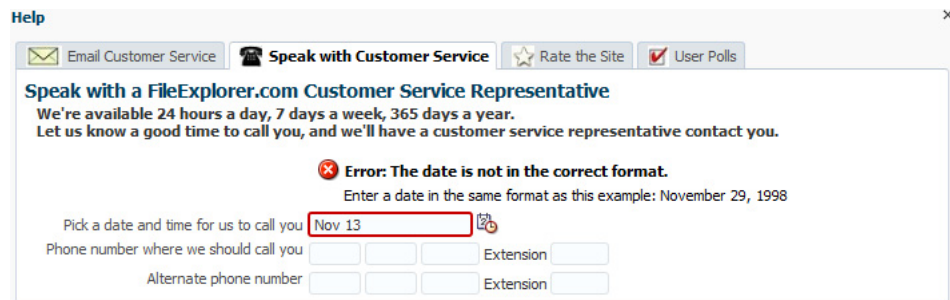 Help
Email Customer Service
Speak with Customer Service
Rate the Site
User Polls
Speak with a FileExplorer.com Customer Service Representative
We're available 24 hours a day, 7 days a week, 365 days a year.
Let us know a good time to call you, and we'll have a customer service representative contact you.
Error: The date is not in the correct format.
Enter a date in the same format as this example: November 29, 1998
Pick a date and time for us to call you Nov 13
Phone number where we should call you Extension
Alternate phone number Extension